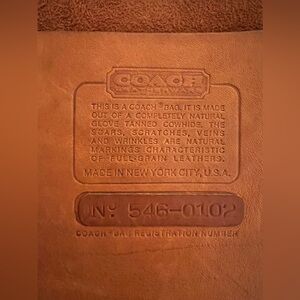 COACH
LEATHERWARE
THIS IS A COACH® BAG. IT IS MADE
OUT OF A COMPLETELY NATURAL
GLOVE TANNED COWHIDE. THE
SCARS, SCRATCHES, VEINS
AND WRINKLES ARE NATURAL
MARKINGS CHARACTERISTIC
OF FULL-GRAIN LEATHERS.
MADE IN NEW YORK CITY, U.S.A.
Nº 546-0102
COACH® BAG REGISTRATION NUMBER